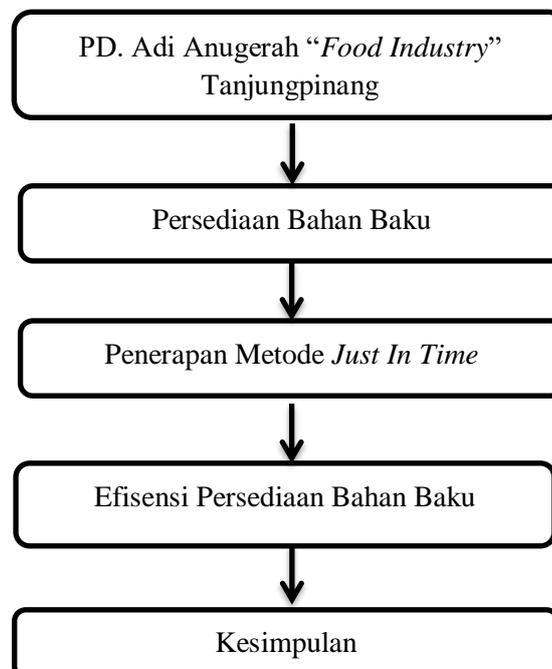 PD. Adi Anugerah “Food Industry”
Tanjungpinang
Persediaan Bahan Baku
Penerapan Metode Just In Time
Efisensi Persediaan Bahan Baku
Kesimpulan